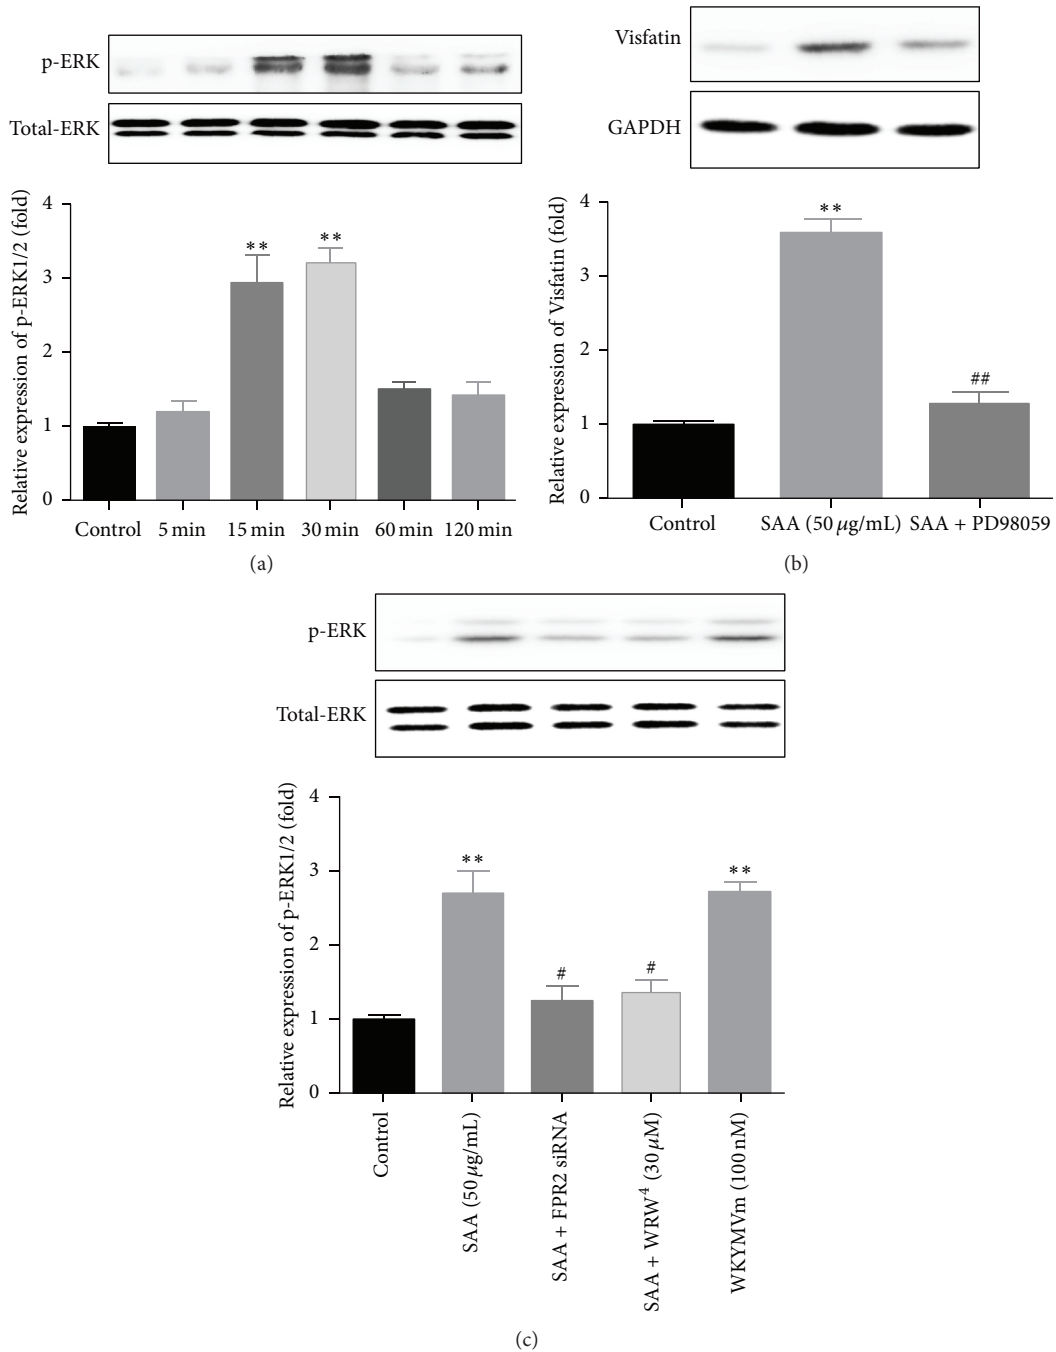 p-ERK
Total-ERK
Relative expression of p-ERK1/2 (fold)
4
3
2
1
0
**
**
Control 5 min 15 min 30 min 60 min 120 min
(a)
Visfatin
GAPDH
Relative expression of Visfatin (fold)
4
3
2
1
0
**
##
Control SAA (50 μg/mL) SAA + PD98059
(b)
p-ERK
Total-ERK
Relative expression of p-ERK1/2 (fold)
4
3
2
1
0
**
#
#
**
Control
SAA (50 μg/mL)
SAA + FPR2 siRNA
SAA + WRW⁴ (30 μM)
WKYMVm (100 nM)
(c)